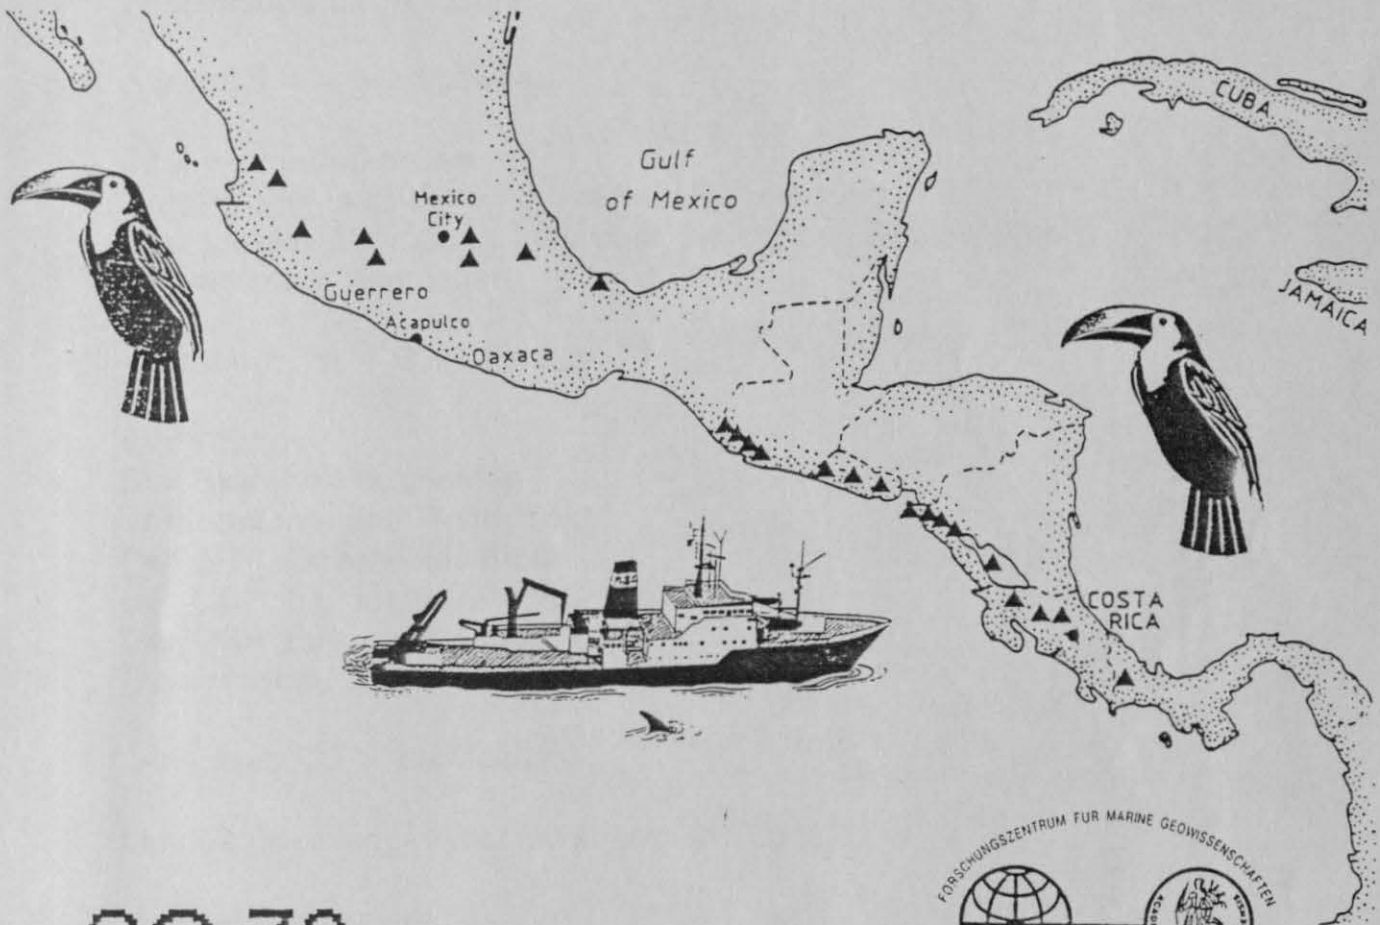 CUBA
Gulf
of Mexico
Mexico
City
Guerrero
Acapulco
Oaxaca
JAMAICA
COSTA
RICA
FORSCHUNGSZENTRUM FUR MARINE GEOWISSENSCHAFTEN